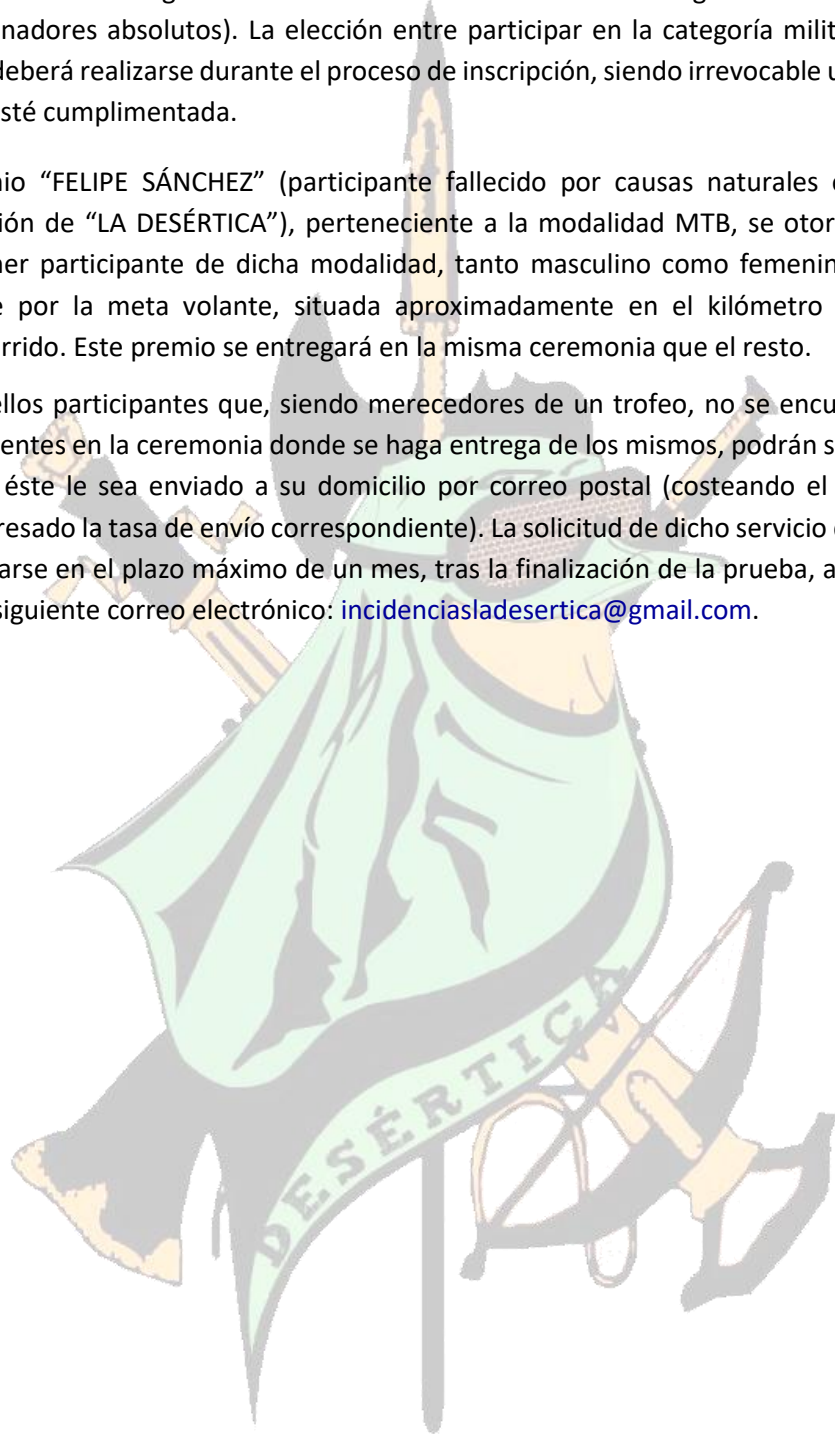 nadores absolutos). La elección entre participar en la categoría milit
deberá realizarse durante el proceso de inscripción, siendo irrevocable u
sté cumplimentada.
nio “FELIPE SÁNCHEZ” (participante fallecido por causas naturales
ión de “LA DESÉRTICA”), perteneciente a la modalidad MTB, se otor
ner participante de dicha modalidad, tanto masculino como femenin
e por la meta volante, situada aproximadamente en el kilómetro
rrido. Este premio se entregará en la misma ceremonia que el resto.
ellos participantes que, siendo merecedores de un trofeo, no se encu
entes en la ceremonia donde se haga entrega de los mismos, podrán s
éste le sea enviado a su domicilio por correo postal (costeando el
resado la tasa de envío correspondiente). La solicitud de dicho servicio
arse en el plazo máximo de un mes, tras la finalización de la prueba, a
siguiente correo electrónico: incidenciasladesertica@gmail.com.
DESÉRTICA